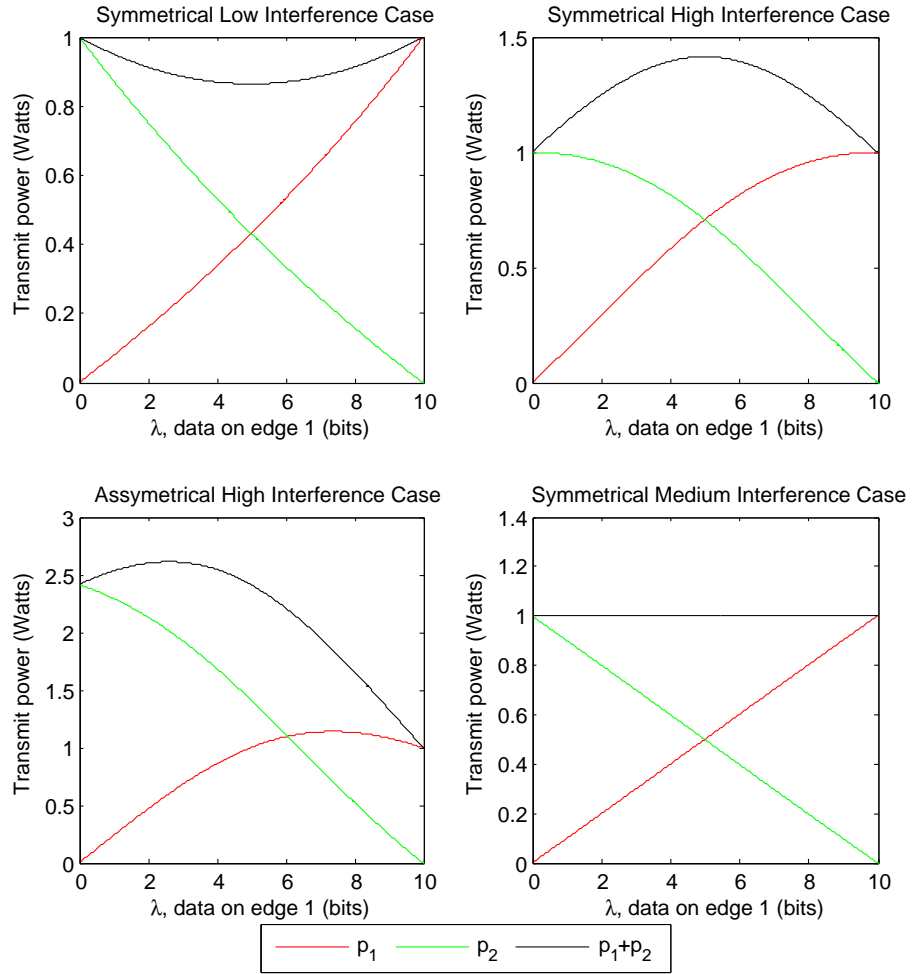 Symmetrical Low Interference Case
Transmit power (Watts)
1
0.8
0.6
0.4
0.2
0
0 2 4 6 8 10
λ, data on edge 1 (bits)
Symmetrical High Interference Case
Transmit power (Watts)
1.5
1
0.5
0
0 2 4 6 8 10
λ, data on edge 1 (bits)
Assymetrical High Interference Case
Transmit power (Watts)
3
2.5
2
1.5
1
0.5
0
0 2 4 6 8 10
λ, data on edge 1 (bits)
Symmetrical Medium Interference Case
Transmit power (Watts)
1.4
1.2
1
0.8
0.6
0.4
0.2
0
0 2 4 6 8 10
λ, data on edge 1 (bits)
p₁ p₂ p₁+p₂